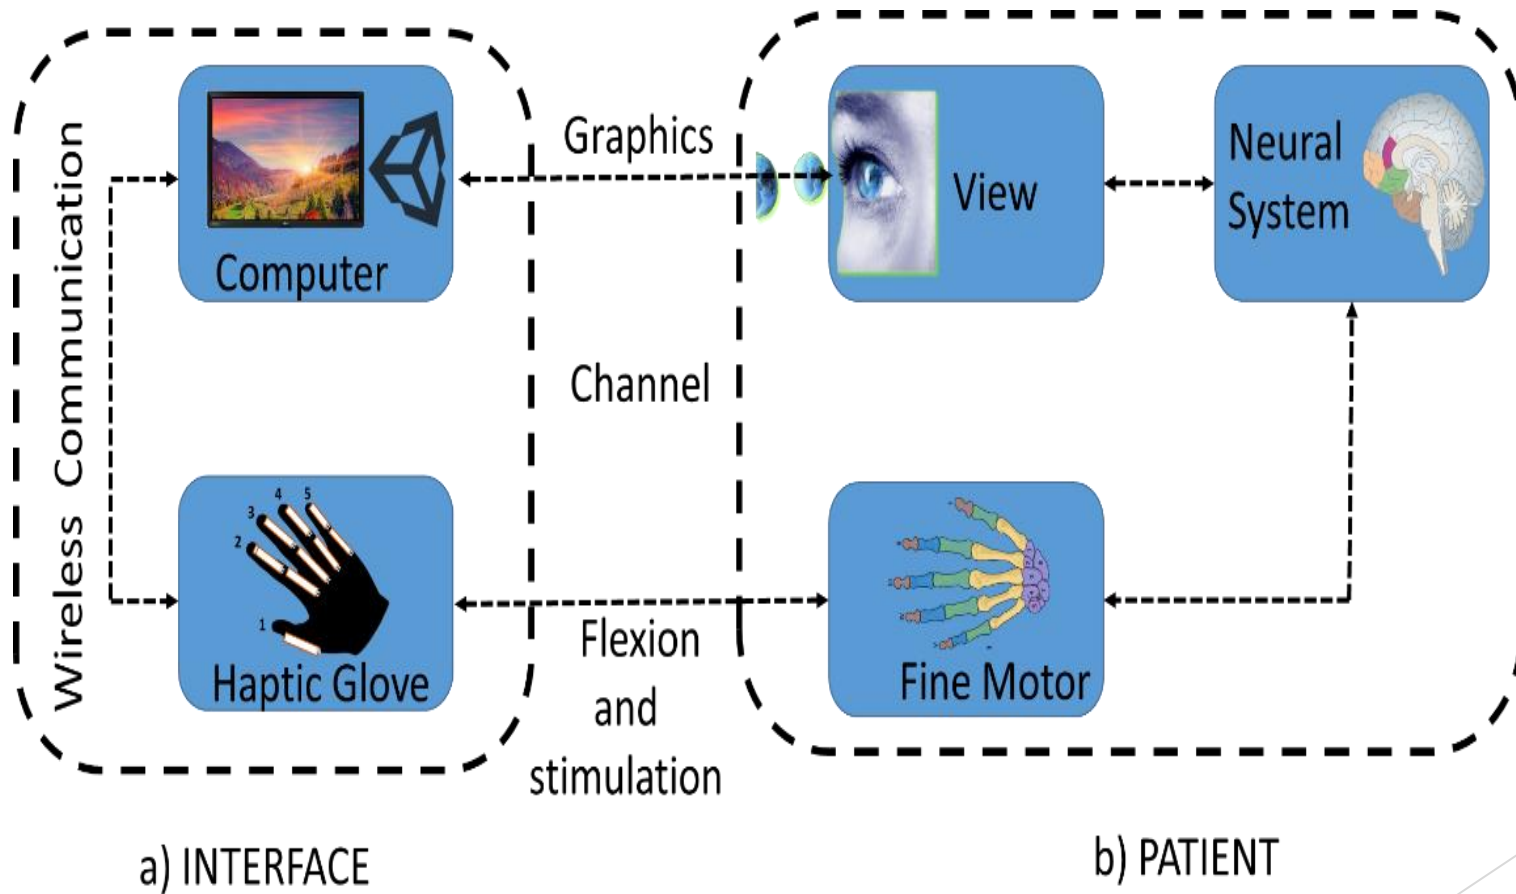 Wireless Communication
Computer
Graphics
View
Neural
System
Channel
1
2
3
4
5
Haptic Glove
Flexion
and
stimulation
Fine Motor
a) INTERFACE
b) PATIENT